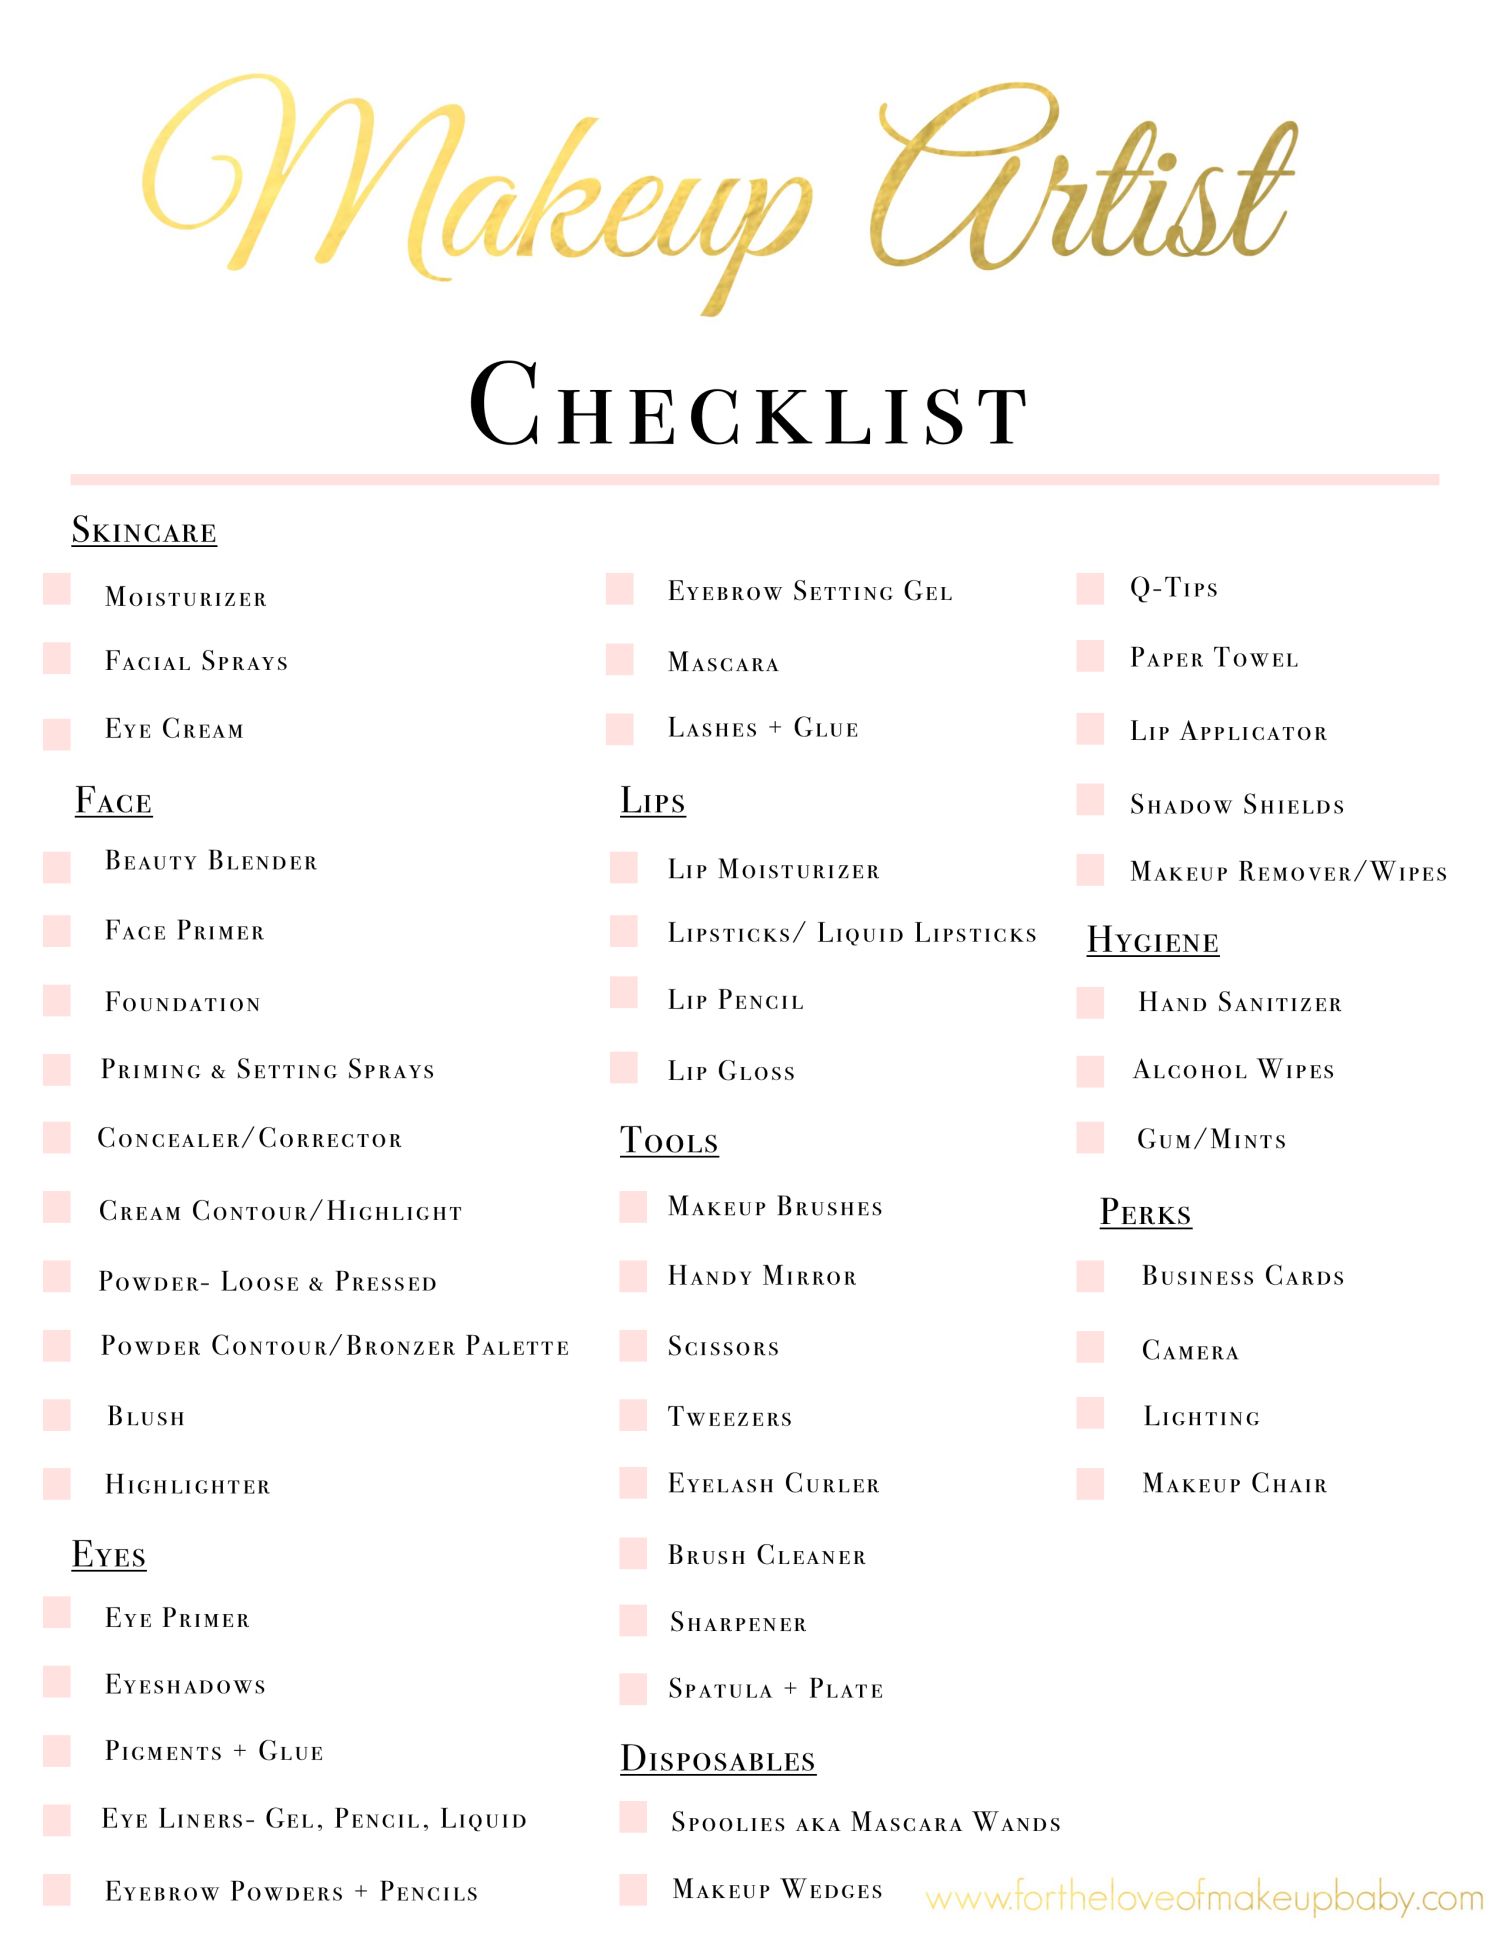 Makeup Artist
Checklist
Skincare
Moisturizer
Facial Sprays
Eye Cream
Face
Beauty Blender
Face Primer
Foundation
Priming & Setting Sprays
Concealer/Corrector
Cream Contour/Highlight
Powder- Loose & Pressed
Powder Contour/Bronzer Palette
Blush
Highlighter
Eyes
Eye Primer
Eyeshadows
Pigments + Glue
Eye Liners- Gel, Pencil, Liquid
Eyebrow Powders + Pencils
Eyebrow Setting Gel
Mascara
Lashes + Glue
Lips
Lip Moisturizer
Lipsticks/ Liquid Lipsticks
Lip Pencil
Lip Gloss
Tools
Makeup Brushes
Handy Mirror
Scissors
Tweezers
Eyelash Curler
Brush Cleaner
Sharpener
Spatula + Plate
Disposables
Spoolies aka Mascara Wands
Makeup Wedges
Q-Tips
Paper Towel
Lip Applicator
Shadow Shields
Makeup Remover/Wipes
Hygiene
Hand Sanitizer
Alcohol Wipes
Gum/Mints
Perks
Business Cards
Camera
Lighting
Makeup Chair
www.fortheloveofmakeupbaby.com